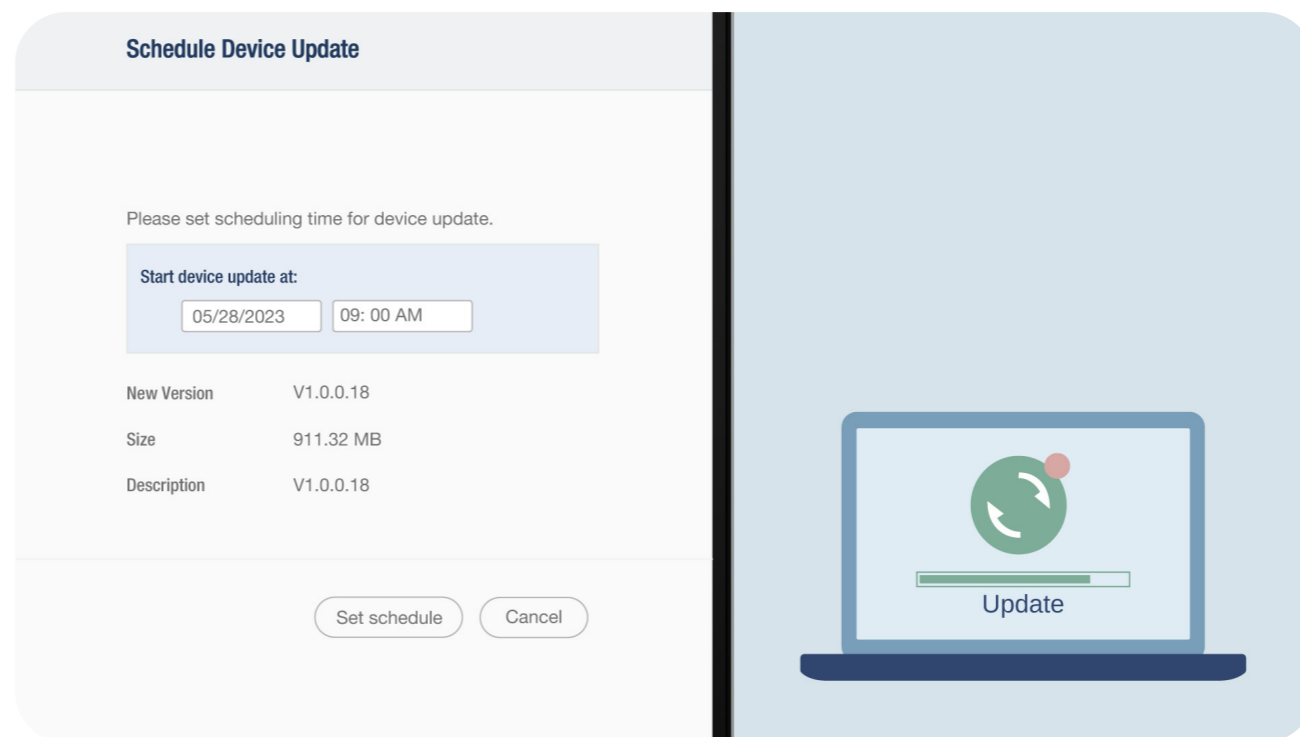 Schedule Device Update
Please set scheduling time for device update.
Start device update at:
05/28/2023 09: 00 AM
New Version V1.0.0.18
Size 911.32 MB
Description V1.0.0.18
Set schedule Cancel
Update